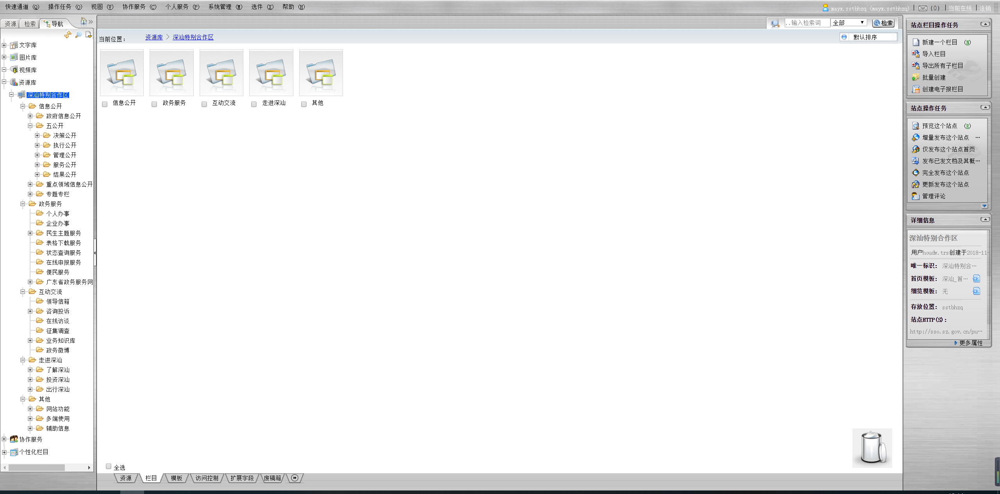 快速通道 (Q) 操作任务 (O) 视图 (V) 协作服务 (C) 个人服务 (P) 系统管理 (M) 选件 (X) 帮助 (H)
mayx.sstbhzq (mayx.sstbhzq) | (0) | 当前在线 | 注销
资源 检索 导航
文字库
图片库
视频库
资源库
深汕特别合作区
信息公开
政府信息公开
五公开
决策公开
执行公开
管理公开
服务公开
结果公开
重点领域信息公开
专题专栏
政务服务
个人办事
企业办事
民生主题服务
表格下载服务
状态查询服务
在线申报服务
便民服务
广东省政务服务网
互动交流
领导信箱
咨询投诉
在线访谈
征集调查
业务知识库
政务微博
走进深汕
了解深汕
投资深汕
出行深汕
其他
网站功能
多端使用
辅助信息
协作服务
个性化栏目
..输入检索词 全部 检索
当前位置： 资源库 > 深汕特别合作区
默认排序
信息公开 政务服务 互动交流 走进深汕 其他
全选
资源 栏目 模板 访问控制 扩展字段 废稿箱
站点栏目操作任务
新建一个栏目 (N)
导入栏目
导出所有子栏目
批量创建
创建电子报栏目
站点操作任务
预览这个站点 (R)
增量发布这个站点 …
仅发布这个站点首页
发布已发文档及其概…
完全发布这个站点
更新发布这个站点
管理评论
详细信息
深汕特别合作区
用户houdw.trs创建于2018-11-
唯一标识： 深汕特别合…
首页模板： 深汕_首…
细览模板： 无
存放位置： sstbhzq
站点HTTP(S)：
http://sso.sz.gov.cn/pu…
更多属性